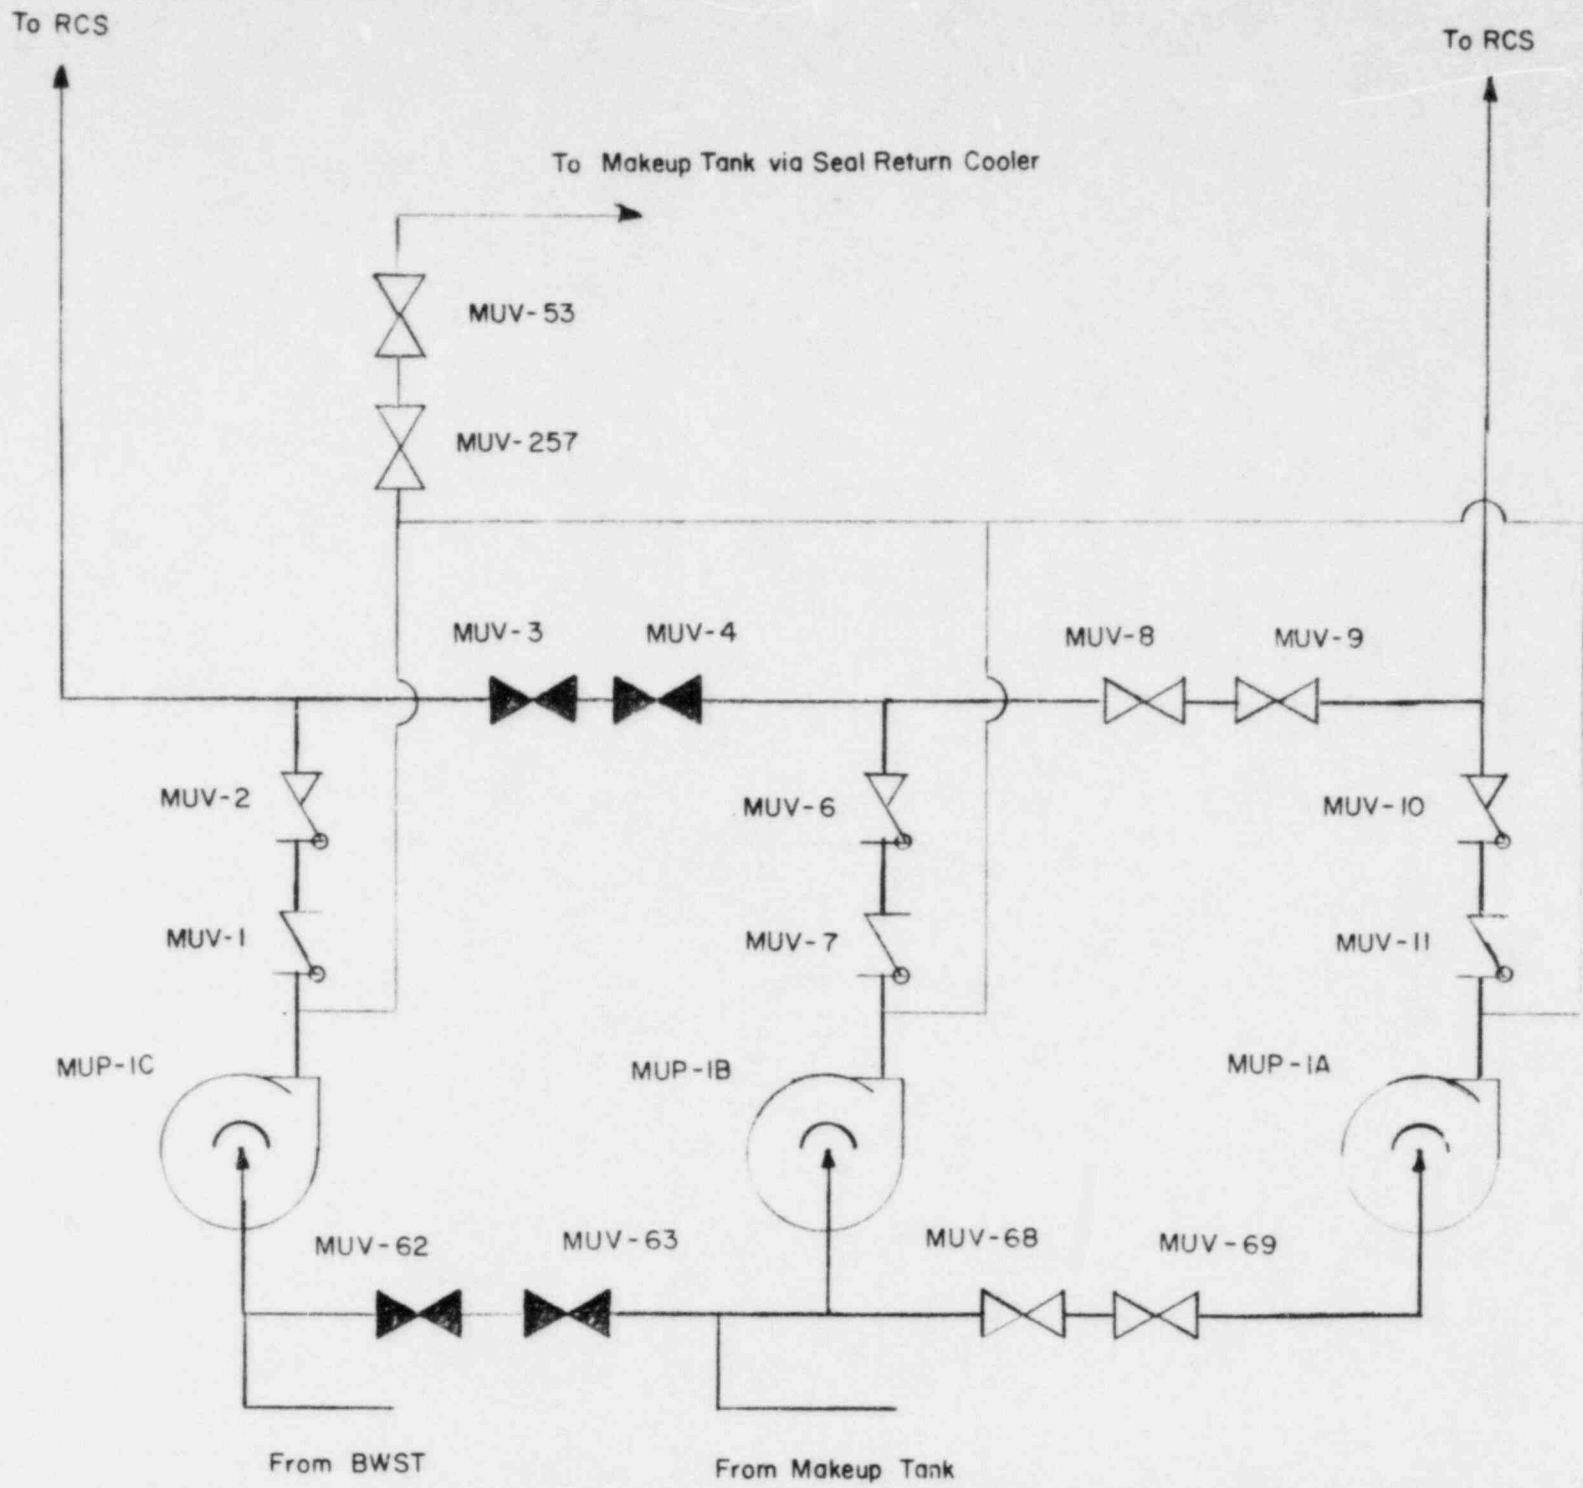 To RCS
To RCS
To Makeup Tank via Seal Return Cooler
MUV-53
MUV-257
MUV-3
MUV-4
MUV-8
MUV-9
MUV-2
MUV-6
MUV-10
MUV-1
MUV-7
MUV-11
MUP-1C
MUP-1B
MUP-1A
MUV-62
MUV-63
MUV-68
MUV-69
From BWST
From Makeup Tank